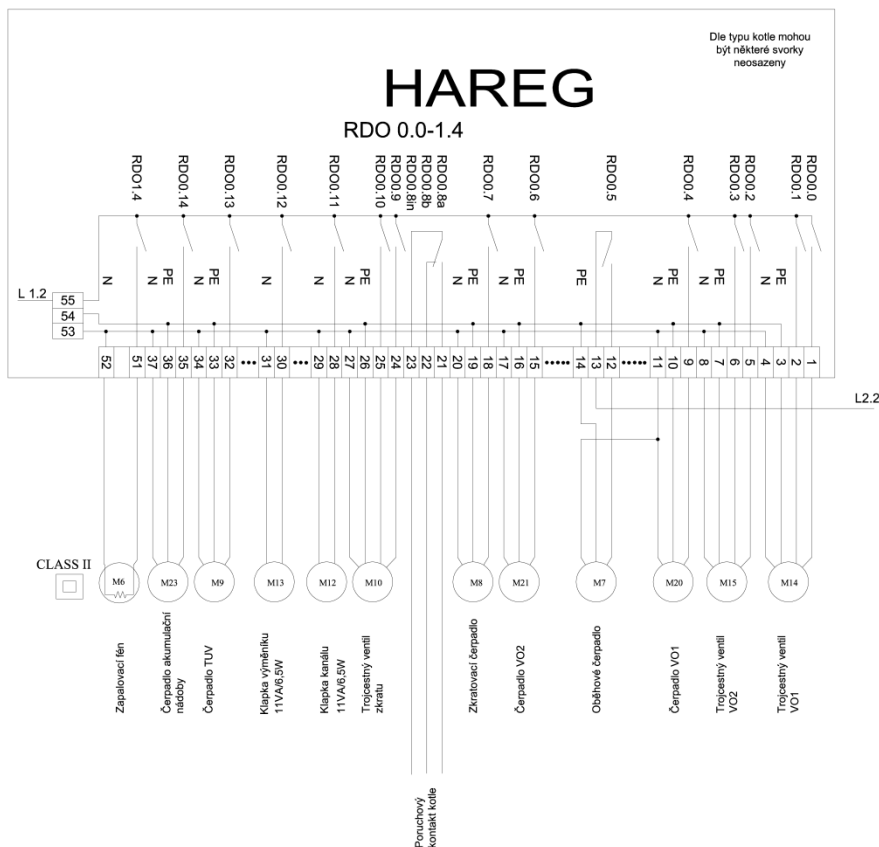 Dle typu kotle mohou
být některé svorky
neosazeny
HAREG
RDO 0.0-1.4
RDO1.4
RDO0.14
RDO0.13
RDO0.12
RDO0.11
RDO0.10
RDO0.9
RDO0.8in
RDO0.8b
RDO0.8a
RDO0.7
RDO0.6
RDO0.5
RDO0.4
RDO0.3
RDO0.2
RDO0.1
RDO0.0
N
N
PE
N
PE
N
N
N
PE
N
PE
N
PE
PE
N
PE
N
PE
N
PE
L 1.2
55
54
53
52
51
37
36
35
34
33
32
31
30
29
28
27
26
25
24
23
22
21
20
19
18
17
16
15
14
13
12
11
10
9
8
7
6
5
4
3
2
1
L2.2
CLASS II
M6
M23
M9
M13
M12
M10
M8
M21
M7
M20
M15
M14
Zapalovací fén
Čerpadlo akumulační
nádoby
Čerpadlo TUV
Klapka výměníku
11VA/6,5W
Klapka kanálu
11VA/6,5W
Trojcestný ventil
zkratu
Zkratovací čerpadlo
Čerpadlo VO2
Oběhové čerpadlo
Čerpadlo VO1
Trojcestný ventil
VO2
Trojcestný ventil
VO1
Poruchový
kontakt kotle